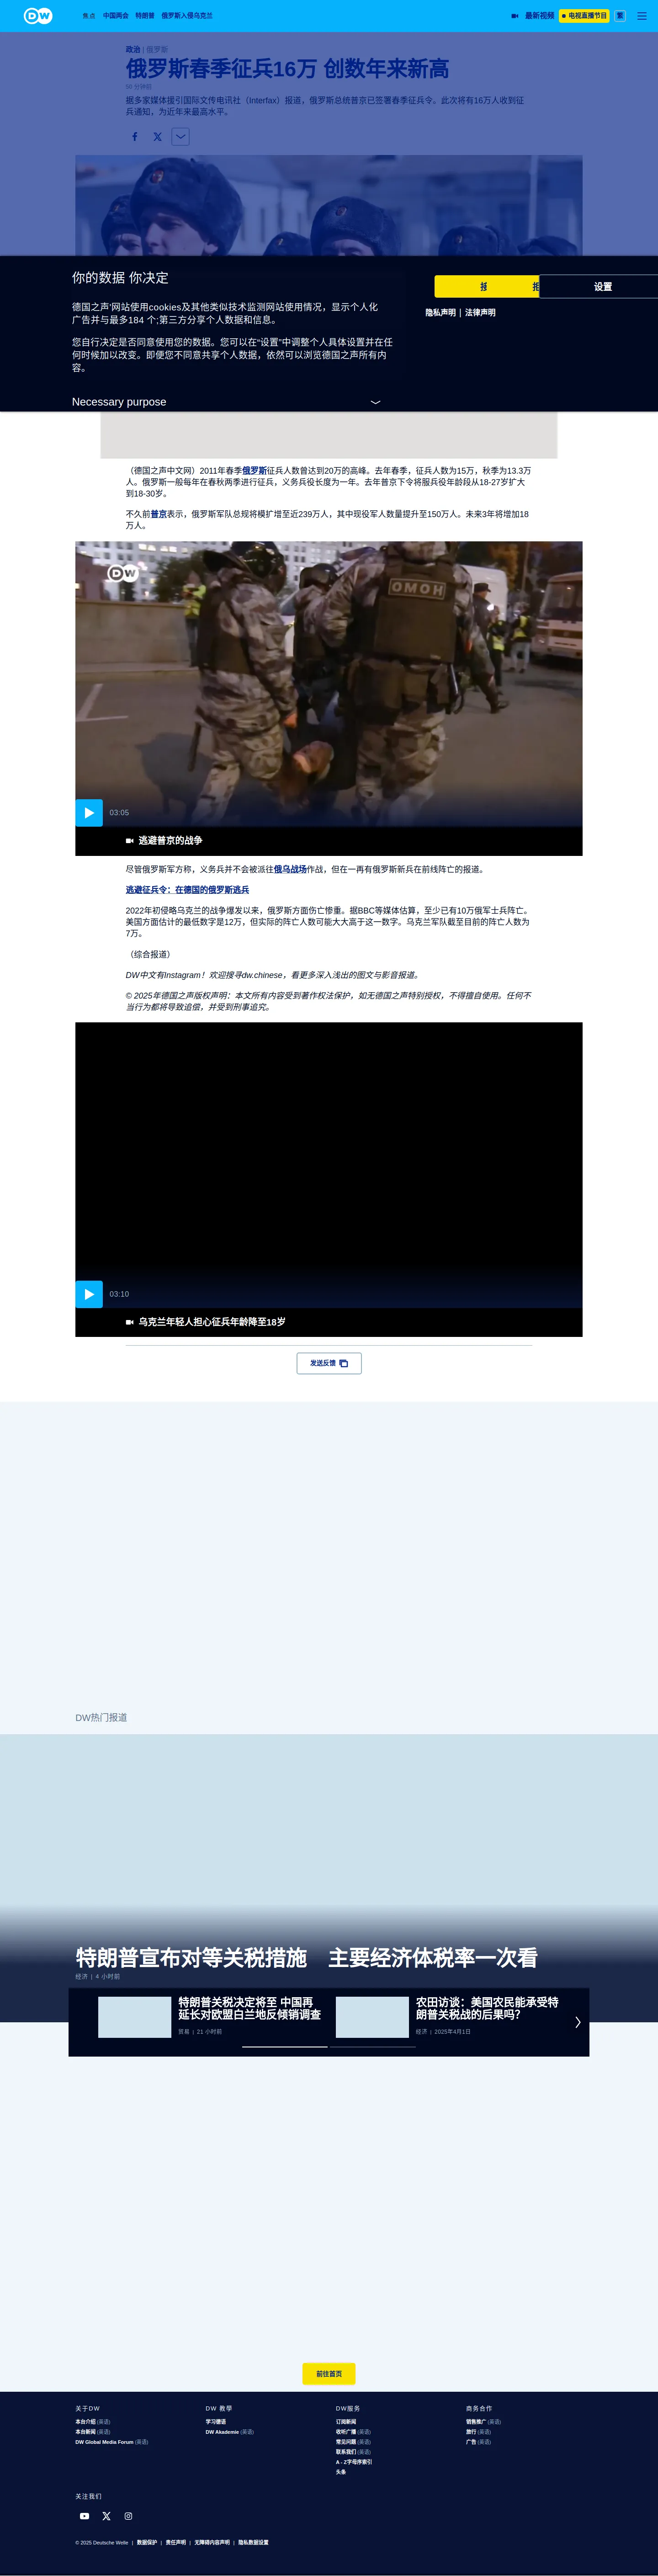 DW
焦点 中国两会 特朗普 俄罗斯入侵乌克兰
最新视频
电视直播节目
繁
政治 | 俄罗斯
俄罗斯春季征兵16万 创数年来新高
50 分钟前
据多家媒体援引国际文传电讯社（Interfax）报道，俄罗斯总统普京已签署春季征兵令。此次将有16万人收到征
兵通知，为近年来最高水平。
你的数据 你决定
设置
隐私声明 | 法律声明
德国之声'网站使用cookies及其他类似技术监测网站使用情况，显示个人化
广告并与最多184 个;第三方分享个人数据和信息。
您自行决定是否同意使用您的数据。您可以在“设置”中调整个人具体设置并在任
何时候加以改变。即便您不同意共享个人数据，依然可以浏览德国之声所有内
容。
Necessary purpose
（德国之声中文网）2011年春季俄罗斯征兵人数曾达到20万的高峰。去年春季，征兵人数为15万，秋季为13.3万
人。俄罗斯一般每年在春秋两季进行征兵，义务兵役长度为一年。去年普京下令将服兵役年龄段从18-27岁扩大
到18-30岁。
不久前普京表示，俄罗斯军队总规将模扩增至近239万人，其中现役军人数量提升至150万人。未来3年将增加18
万人。
DW
ОМОН
03:05
逃避普京的战争
尽管俄罗斯军方称，义务兵并不会被派往俄乌战场作战，但在一再有俄罗斯新兵在前线阵亡的报道。
逃避征兵令：在德国的俄罗斯逃兵
2022年初侵略乌克兰的战争爆发以来，俄罗斯方面伤亡惨重。据BBC等媒体估算，至少已有10万俄军士兵阵亡。
美国方面估计的最低数字是12万，但实际的阵亡人数可能大大高于这一数字。乌克兰军队截至目前的阵亡人数为
7万。
（综合报道）
DW中文有Instagram！欢迎搜寻dw.chinese，看更多深入浅出的图文与影音报道。
© 2025年德国之声版权声明：本文所有内容受到著作权法保护，如无德国之声特别授权，不得擅自使用。任何不
当行为都将导致追偿，并受到刑事追究。
03:10
乌克兰年轻人担心征兵年龄降至18岁
发送反馈
DW热门报道
特朗普宣布对等关税措施　主要经济体税率一次看
经济 | 4 小时前
特朗普关税决定将至 中国再
延长对欧盟白兰地反倾销调查
贸易 | 21 小时前
农田访谈：美国农民能承受特
朗普关税战的后果吗？
经济 | 2025年4月1日
前往首页
关于DW
本台介绍 (英语)
本台新闻 (英语)
DW Global Media Forum (英语)
DW 教學
学习德语
DW Akademie (英语)
DW服务
订阅新闻
收听广播 (英语)
常见问题 (英语)
联系我们 (英语)
A - Z字母序索引
头条
商务合作
销售推广 (英语)
旅行 (英语)
广告 (英语)
关注我们
© 2025 Deutsche Welle | 数据保护 | 责任声明 | 无障碍内容声明 | 隐私数据设置